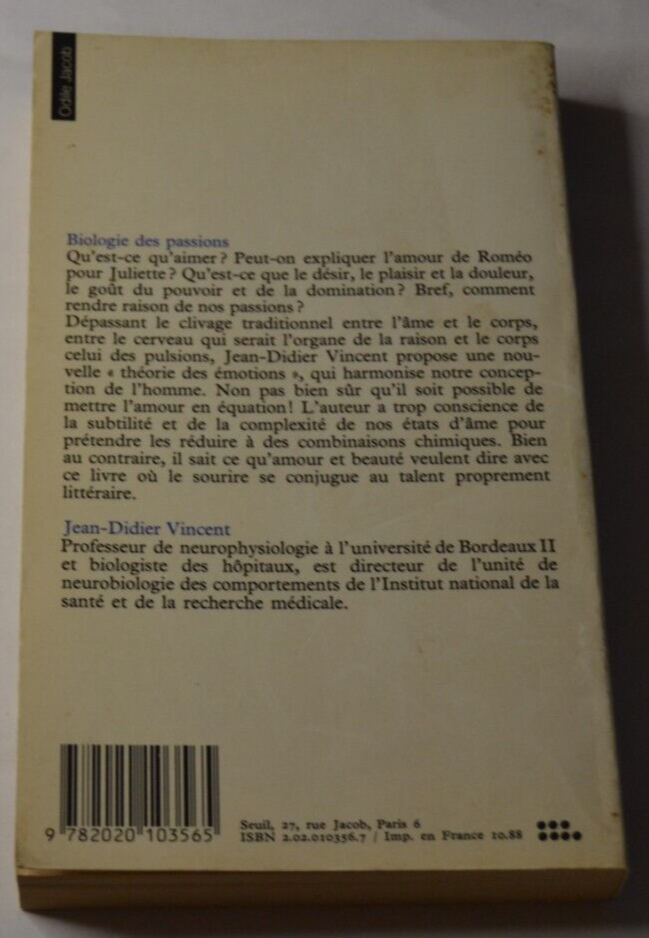 Odile Jacob
Biologie des passions
Qu'est-ce qu'aimer ? Peut-on expliquer l'amour de Roméo
pour Juliette ? Qu'est-ce que le désir, le plaisir et la douleur,
le goût du pouvoir et de la domination ? Bref, comment
rendre raison de nos passions ?
Dépassant le clivage traditionnel entre l'âme et le corps,
entre le cerveau qui serait l'organe de la raison et le corps
celui des pulsions, Jean-Didier Vincent propose une nou-
velle « théorie des émotions », qui harmonise notre concep-
tion de l'homme. Non pas bien sûr qu'il soit possible de
mettre l'amour en équation! L'auteur a trop conscience de
la subtilité et de la complexité de nos états d'âme pour
prétendre les réduire à des combinaisons chimiques. Bien
au contraire, il sait ce qu'amour et beauté veulent dire avec
ce livre où le sourire se conjugue au talent proprement
littéraire.
Jean-Didier Vincent
Professeur de neurophysiologie à l'université de Bordeaux II
et biologiste des hôpitaux, est directeur de l'unité de
neurobiologie des comportements de l'Institut national de la
santé et de la recherche médicale.
9 782020 103565
Seuil, 27, rue Jacob, Paris 6
ISBN 2.02.010356.7 / Imp. en France 10.88